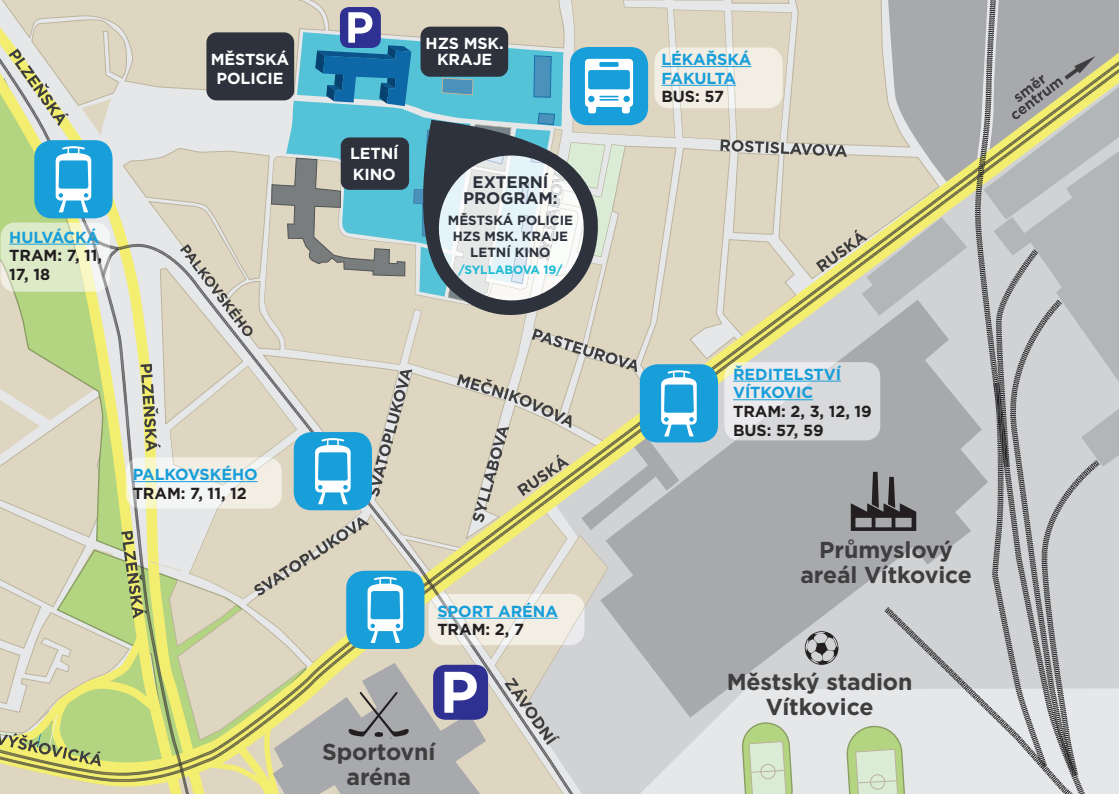 P
MĚSTSKÁ
POLICIE
HZS MSK.
KRAJE
LÉKAŘSKÁ
FAKULTA
BUS: 57
směr
centrum
PLZEŇSKÁ
ROSTISLAVOVA
LETNÍ
KINO
EXTERNÍ
PROGRAM:
MĚSTSKÁ POLICIE
HZS MSK. KRAJE
LETNÍ KINO
/SYLLABOVA 19/
HULVÁCKÁ
TRAM: 7, 11,
17, 18
PALKOVSKÉHO
RUSKÁ
PASTEUROVA
PLZEŇSKÁ
MEČNIKOVOVA
SVATOPLUKOVA
ŘEDITELSTVÍ
VÍTKOVIC
TRAM: 2, 3, 12, 19
BUS: 57, 59
PALKOVSKÉHO
TRAM: 7, 11, 12
SYLLABOVA
RUSKÁ
PLZEŇSKÁ
SVATOPLUKOVA
Průmyslový
areál Vítkovice
SPORT ARÉNA
TRAM: 2, 7
P
ZÁVODNÍ
Městský stadion
Vítkovice
VÝŠKOVICKÁ
Sportovní
aréna